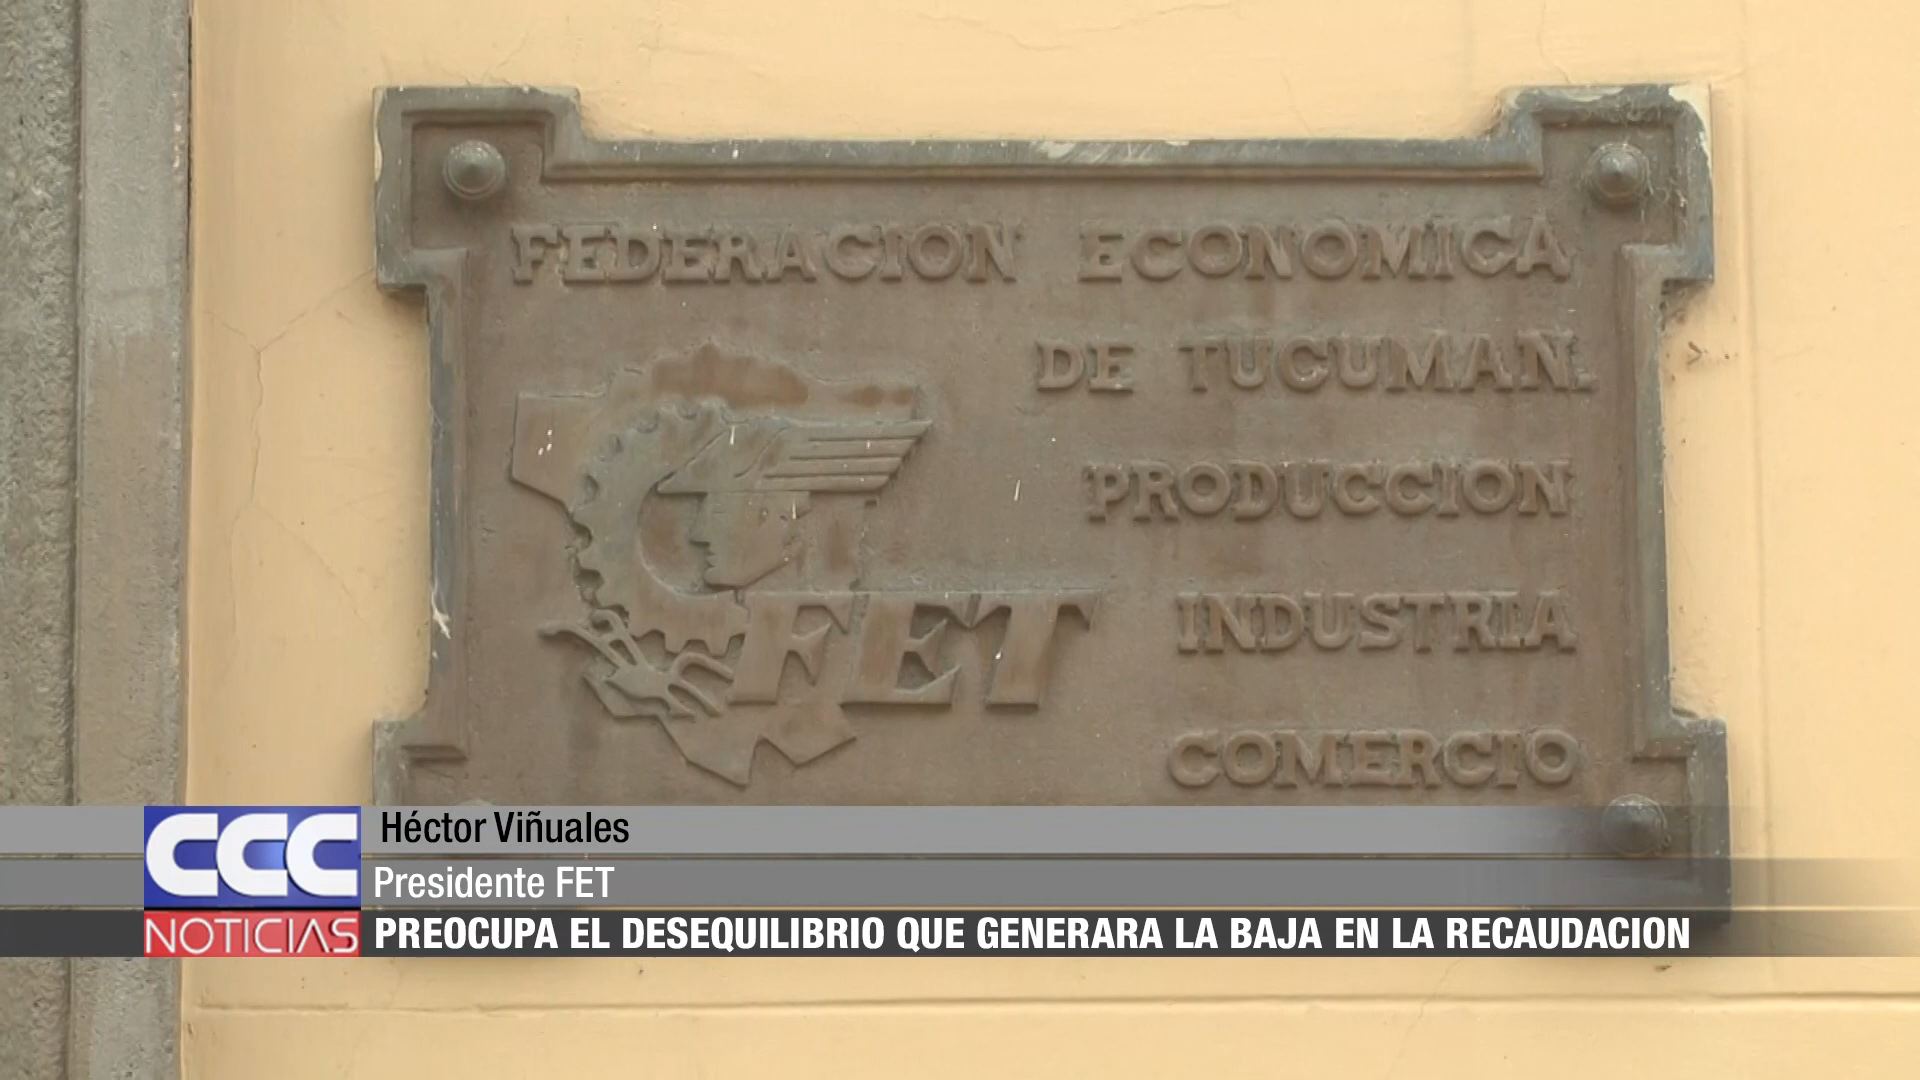 FEDERACION ECONOMICA
DE TUCUMAN.
PRODUCCION
INDUSTRIA
COMERCIO
FET
CCC
NOTICIAS
Héctor Viñuales
Presidente FET
PREOCUPA EL DESEQUILIBRIO QUE GENERARA LA BAJA EN LA RECAUDACION